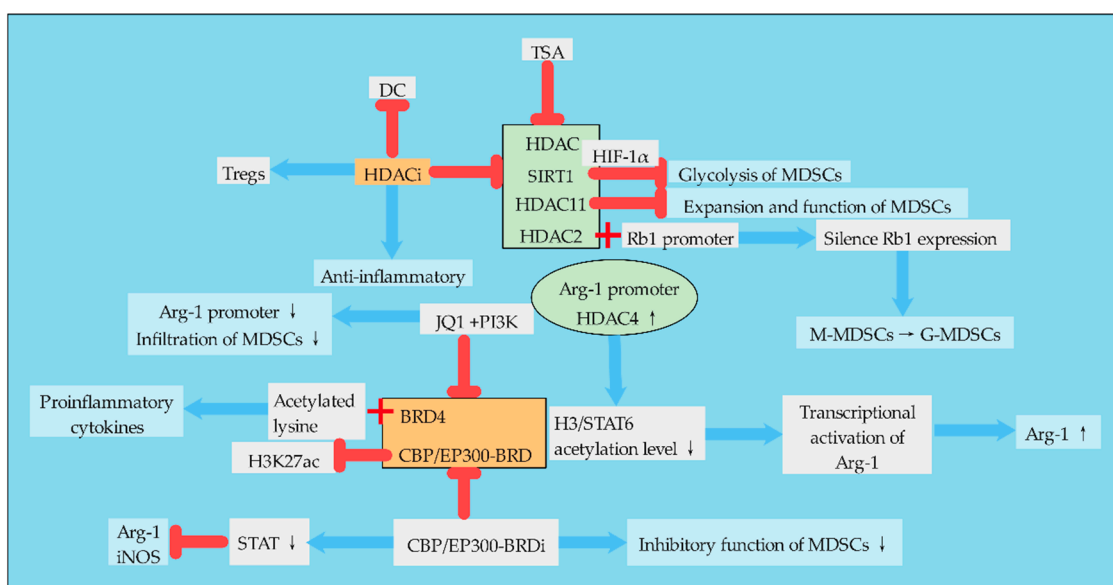 TSA
DC
HDAC
HIF-1α
Tregs
HDACi
SIRT1
Glycolysis of MDSCs
HDAC11
Expansion and function of MDSCs
HDAC2
Rb1 promoter
Silence Rb1 expression
Anti-inflammatory
Arg-1 promoter
HDAC4 ↑
Arg-1 promoter ↓
Infiltration of MDSCs ↓
JQ1 +PI3K
M-MDSCs → G-MDSCs
Proinflammatory
cytokines
Acetylated
lysine
BRD4
CBP/EP300-BRD
H3K27ac
H3/STAT6
acetylation level ↓
Transcriptional
activation of
Arg-1
Arg-1 ↑
Arg-1
iNOS
STAT ↓
CBP/EP300-BRDi
Inhibitory function of MDSCs ↓